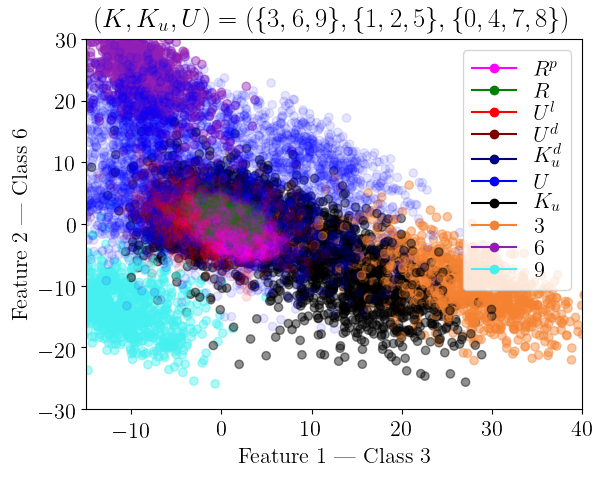 (K, K_u, U) = ({3, 6, 9}, {1, 2, 5}, {0, 4, 7, 8})
30
20
10
0
−10
−20
−30
Feature 2 — Class 6
R^p
R
U^l
U^d
K_u^d
U
K_u
3
6
9
−10
0
10
20
30
40
Feature 1 — Class 3